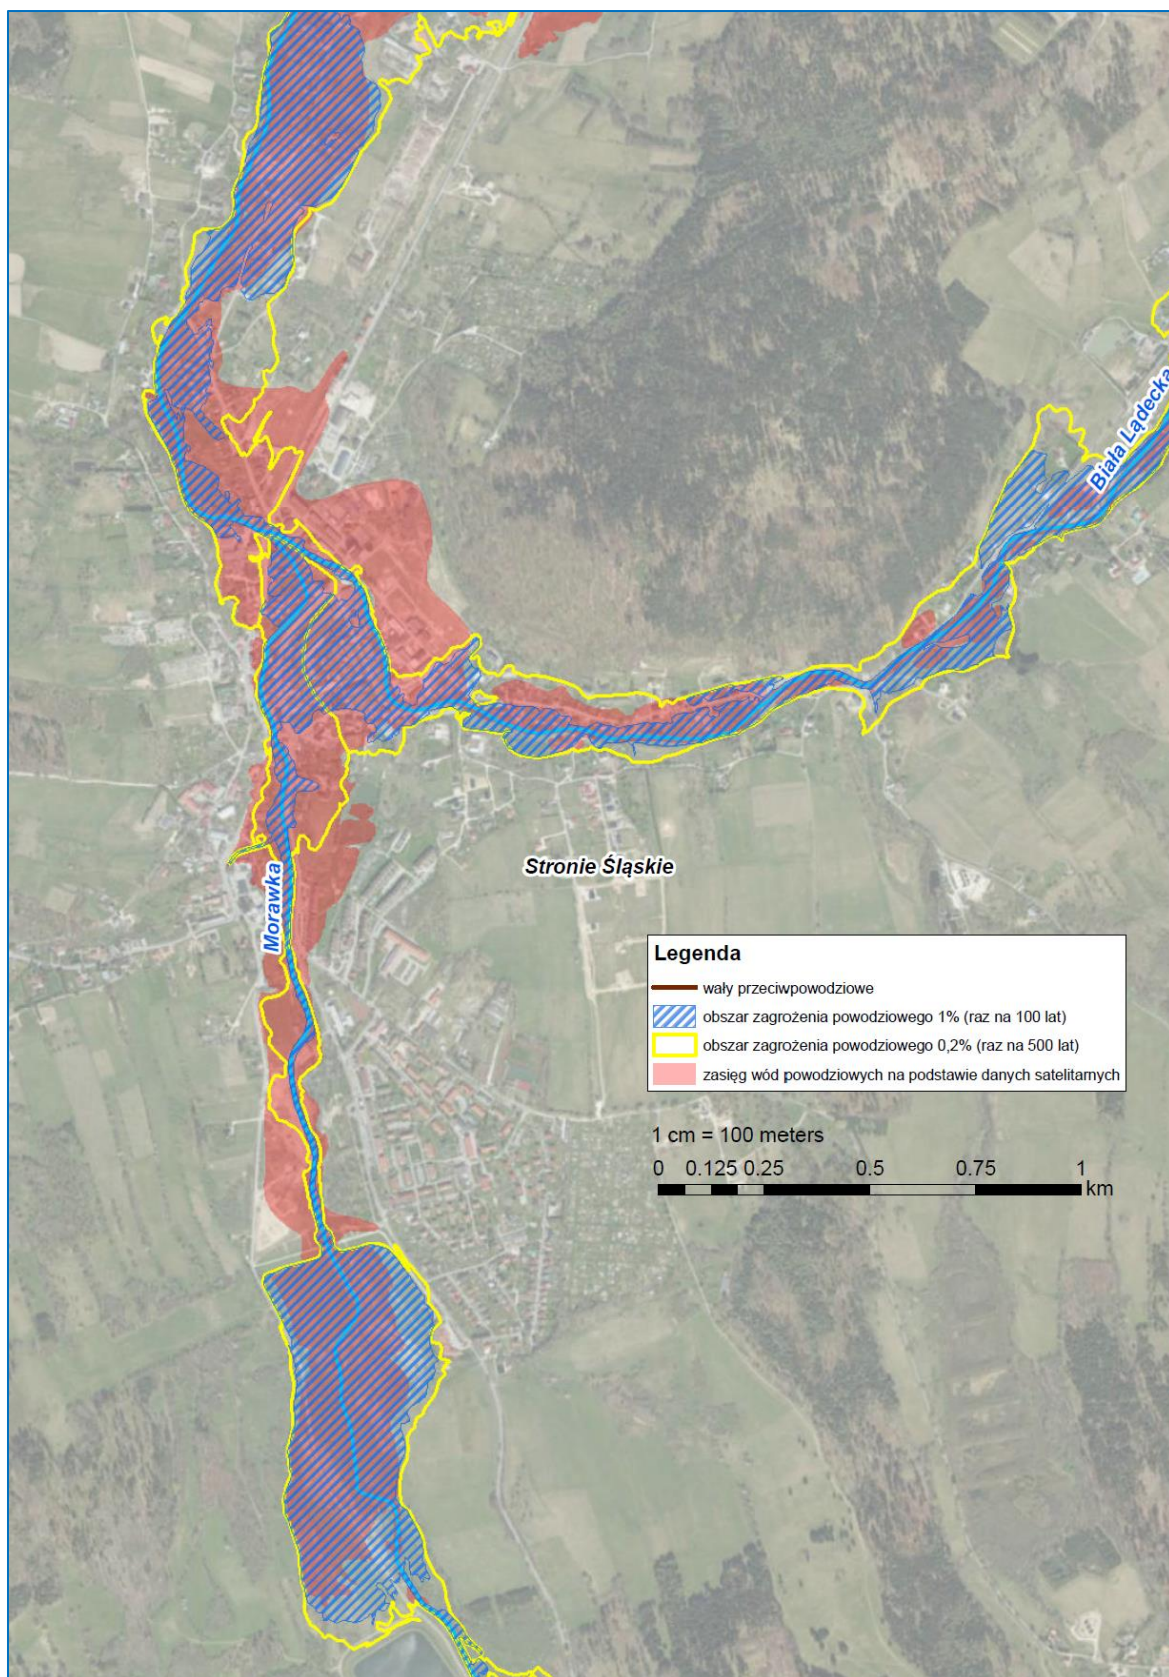 Biała Lądecka
Stronie Śląskie
Morawka
Legenda
wały przeciwpowodziowe
obszar zagrożenia powodziowego 1% (raz na 100 lat)
obszar zagrożenia powodziowego 0,2% (raz na 500 lat)
zasięg wód powodziowych na podstawie danych satelitarnych
1 cm = 100 meters
0 0.125 0.25 0.5 0.75 1
km